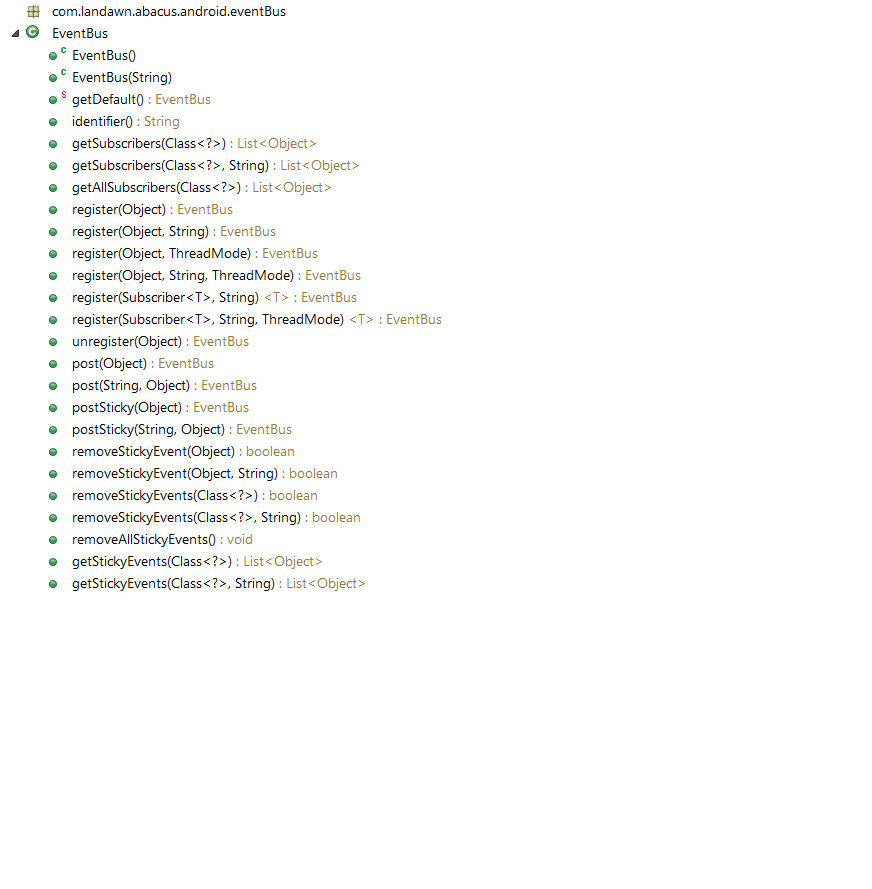 com.landawn.abacus.android.eventBus
EventBus
EventBus()
EventBus(String)
getDefault() : EventBus
identifier() : String
getSubscribers(Class<?>) : List<Object>
getSubscribers(Class<?>, String) : List<Object>
getAllSubscribers(Class<?>) : List<Object>
register(Object) : EventBus
register(Object, String) : EventBus
register(Object, ThreadMode) : EventBus
register(Object, String, ThreadMode) : EventBus
register(Subscriber<T>, String) <T> : EventBus
register(Subscriber<T>, String, ThreadMode) <T> : EventBus
unregister(Object) : EventBus
post(Object) : EventBus
post(String, Object) : EventBus
postSticky(Object) : EventBus
postSticky(String, Object) : EventBus
removeStickyEvent(Object) : boolean
removeStickyEvent(Object, String) : boolean
removeStickyEvents(Class<?>) : boolean
removeStickyEvents(Class<?>, String) : boolean
removeAllStickyEvents() : void
getStickyEvents(Class<?>) : List<Object>
getStickyEvents(Class<?>, String) : List<Object>